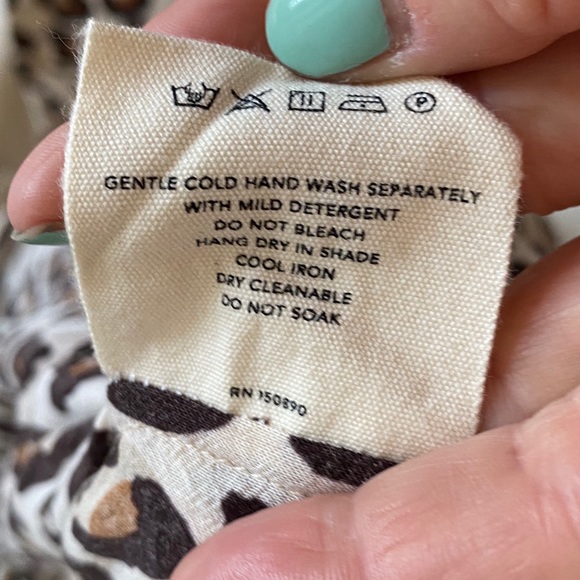 P
GENTLE COLD HAND WASH SEPARATELY
WITH MILD DETERGENT
DO NOT BLEACH
HANG DRY IN SHADE
COOL IRON
DRY CLEANABLE
DO NOT SOAK
RN 150890